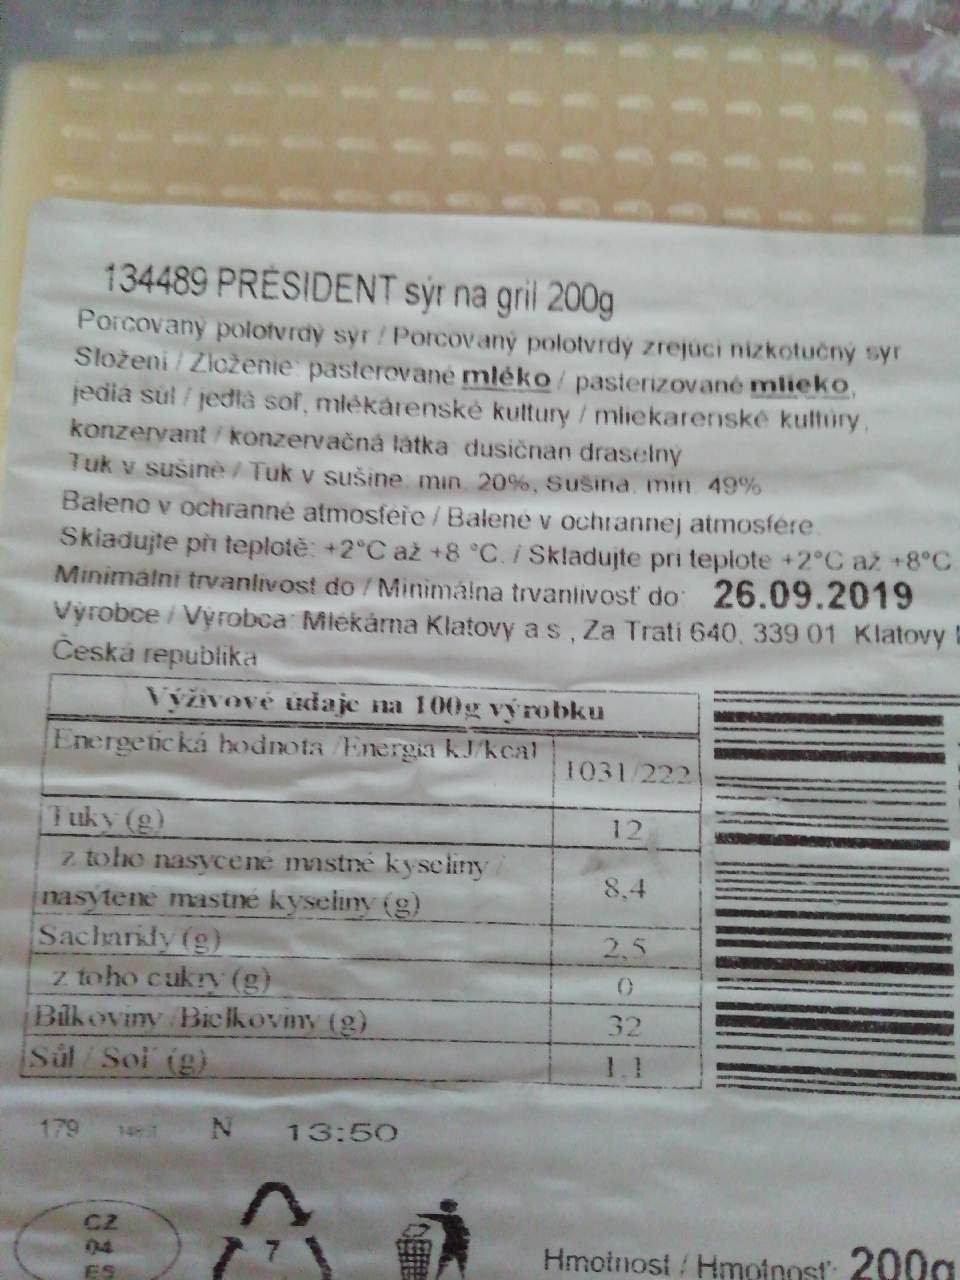 134489 PRÉSIDENT sýr na gril 200g
Porcovaný polotvrdý sýr / Porcovaný polotvrdý zrejúci nízkotučný syr
Složení / Zloženie: pasterované mléko / pasterizované mlieko,
jedlá sůl / jedlá soľ, mlékárenské kultury / mliekarenské kultúry,
konzervant / konzervačná látka: dusičnan draselný
Tuk v sušině / Tuk v sušine: min. 20%, Sušina: min. 49%
Baleno v ochranné atmosféře / Balené v ochrannej atmosfére.
Skladujte při teplotě: +2°C až +8 °C. / Skladujte pri teplote +2°C až +8°C
Minimální trvanlivost do / Minimálna trvanlivosť do: 26.09.2019
Výrobce / Výrobca: Mlékárna Klatovy a.s., Za Tratí 640, 339 01 Klatovy
Česká republika
Výživové údaje na 100g výrobku
Energetická hodnota /Energia kJ/kcal 1031/222
Tuky (g) 12
z toho nasycené mastné kyseliny /
nasýtené mastné kyseliny (g) 8,4
Sacharidy (g) 2,5
z toho cukry (g) 0
Bílkoviny /Bielkoviny (g) 32
Sůl / Soľ (g) 1,1
179 N 13:50
CZ
04
ES
7
Hmotnost / Hmotnosť: 200g